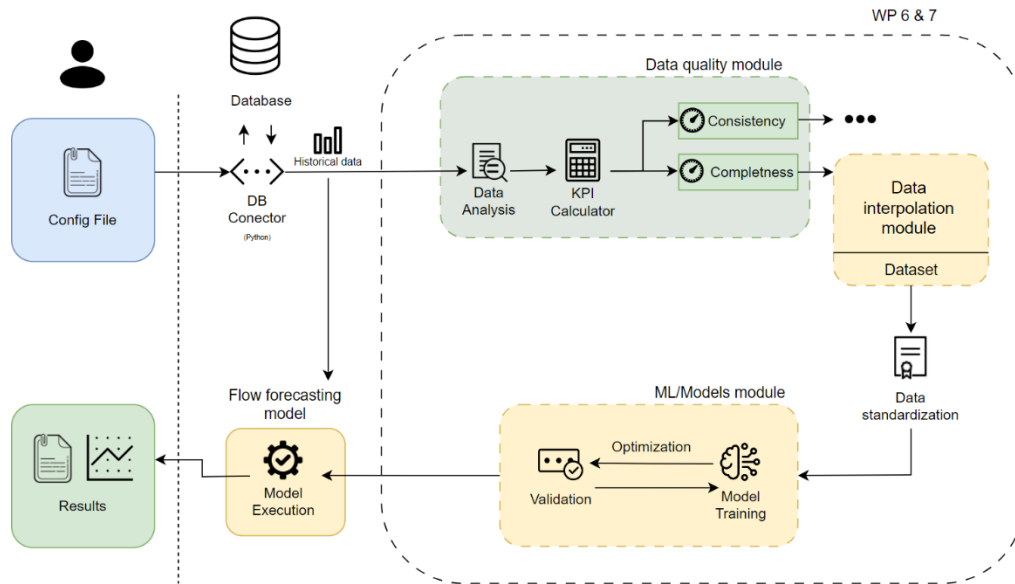 WP 6 & 7
Data quality module
Database
Consistency
Historical data
Completness
Data
Analysis
KPI
Calculator
DB
Conector
(Python)
Config File
Data
interpolation
module
Dataset
Flow forecasting
model
ML/Models module
Data
standardization
Optimization
Validation
Model
Training
Model
Execution
Results